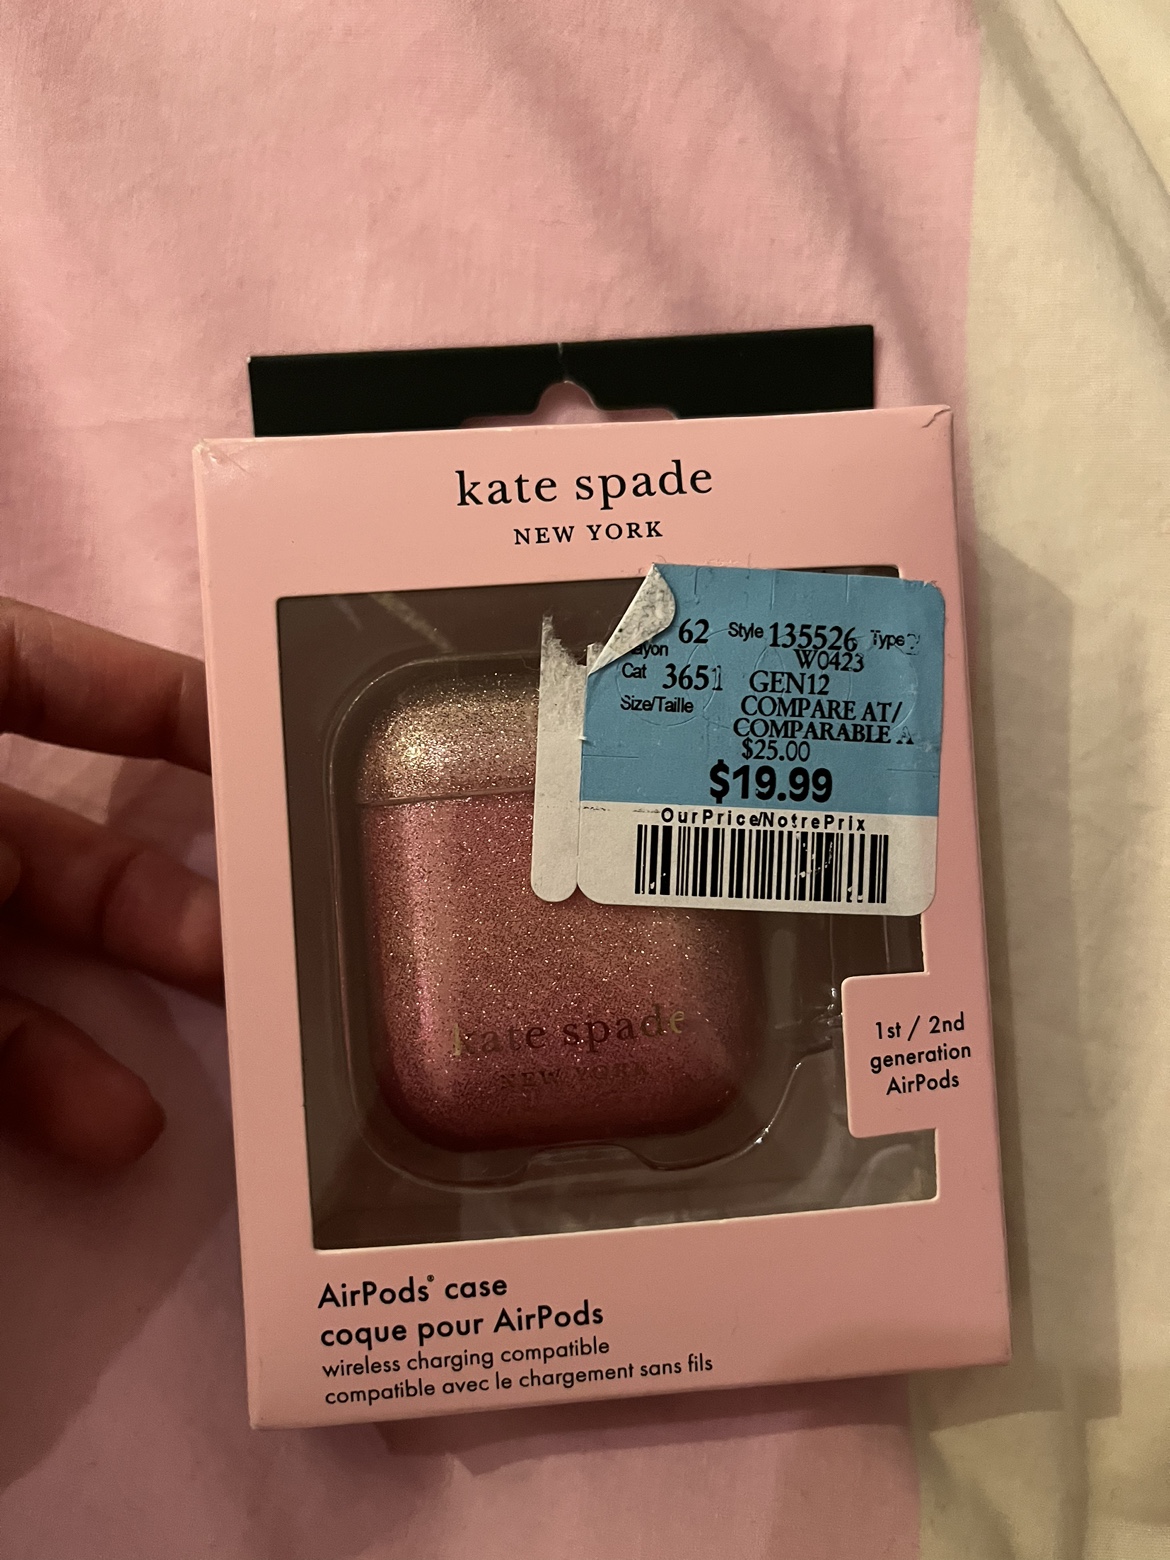 kate spade
NEW YORK
62 Style 135526 Type
W0423
Cat 3651 GEN12
Size/Taille COMPARE AT/
COMPARABLE A
$25.00
$19.99
OurPrice/NotrePrix
kate spade
NEW YORK
1st / 2nd
generation
AirPods
AirPods® case
coque pour AirPods
wireless charging compatible
compatible avec le chargement sans fils